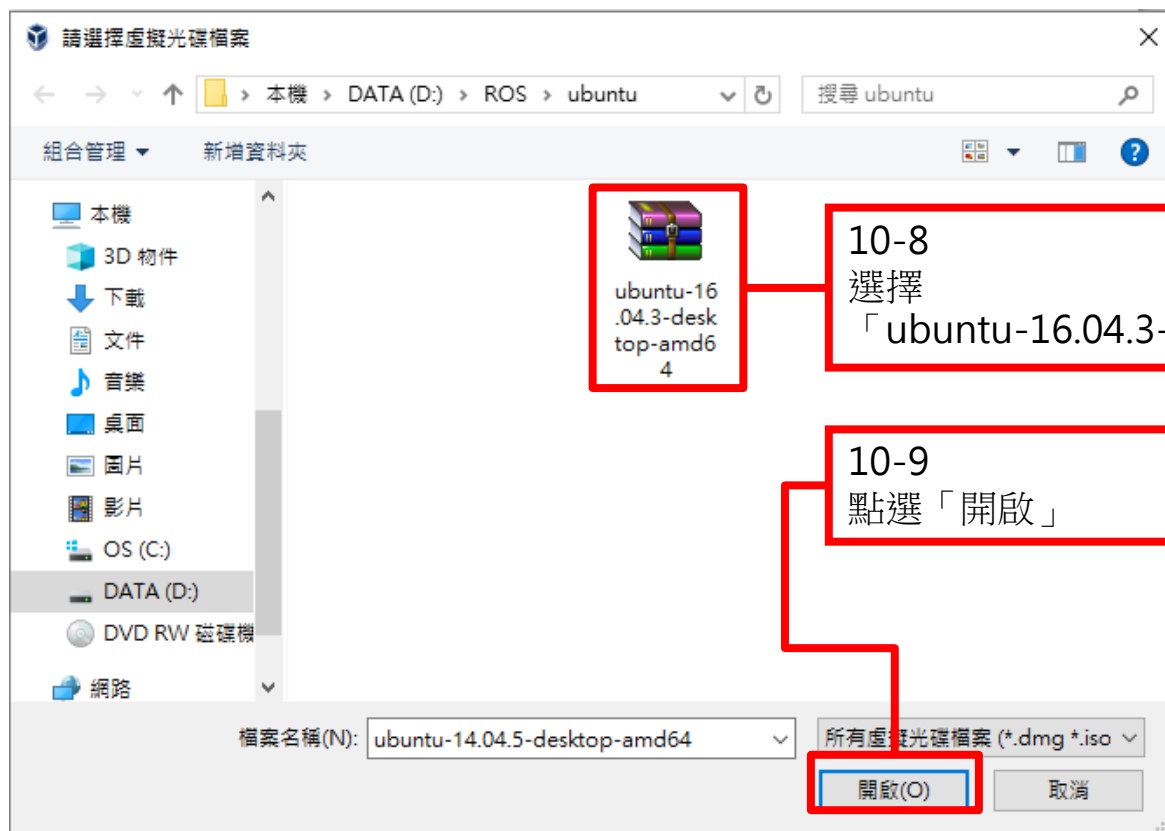 請選擇虛擬光碟檔案
本機 › DATA (D:) › ROS › ubuntu
搜尋 ubuntu
組合管理
新增資料夾
本機
3D 物件
下載
文件
音樂
桌面
圖片
影片
OS (C:)
DATA (D:)
DVD RW 磁碟機
網路
ubuntu-16
.04.3-desk
top-amd6
4
10-8
選擇
「ubuntu-16.04.3-
10-9
點選「開啟」
檔案名稱(N):
ubuntu-14.04.5-desktop-amd64
所有虛擬光碟檔案 (*.dmg *.iso
開啟(O)
取消